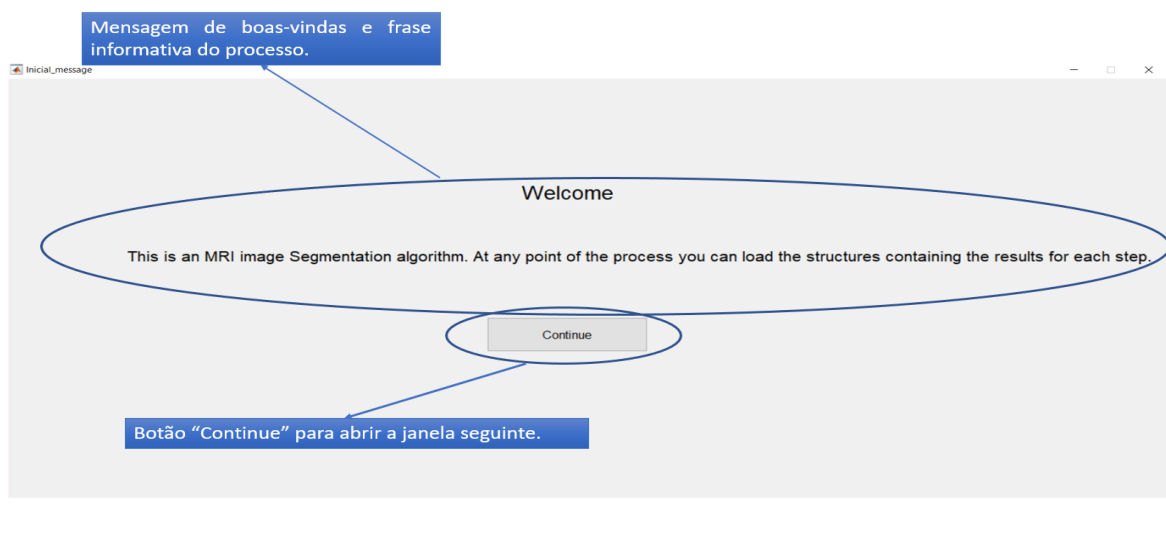 Mensagem de boas-vindas e frase
informativa do processo.
Inicial_message
Welcome
This is an MRI image Segmentation algorithm. At any point of the process you can load the structures containing the results for each step.
Continue
Botão “Continue” para abrir a janela seguinte.